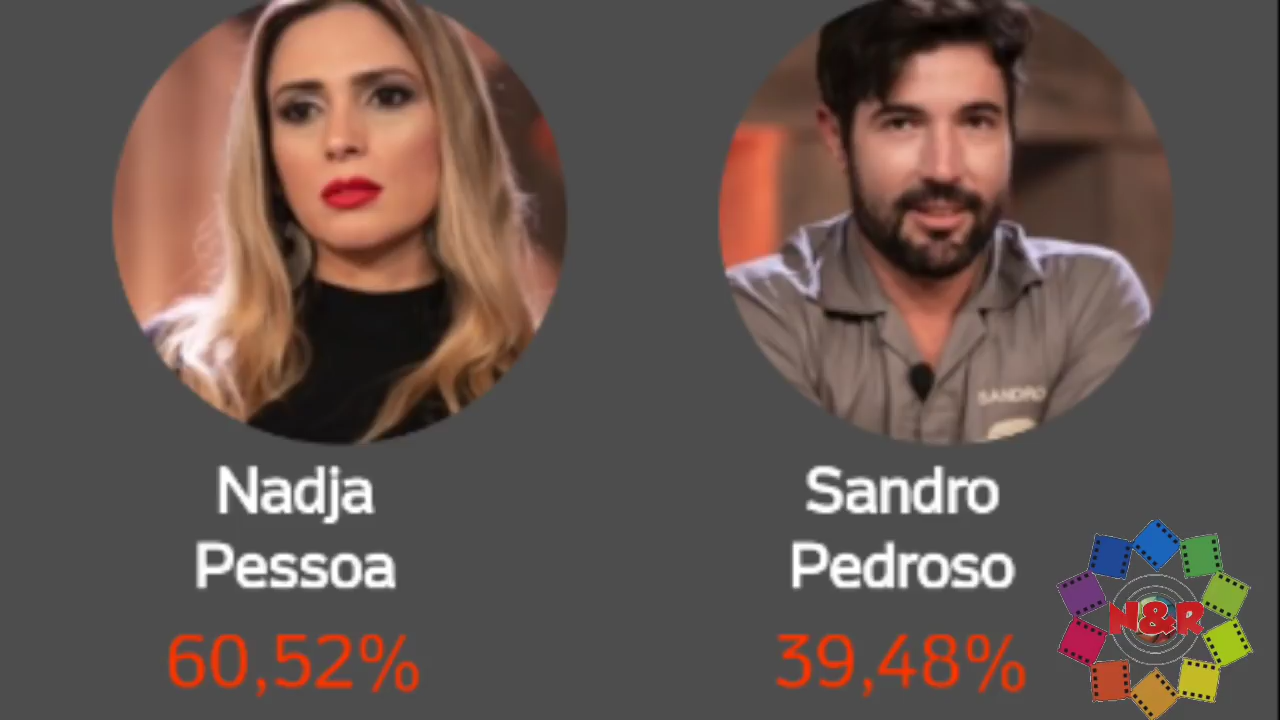 SANDRO
Nadja
Pessoa
60,52%
Sandro
Pedroso
39,48%
N&R